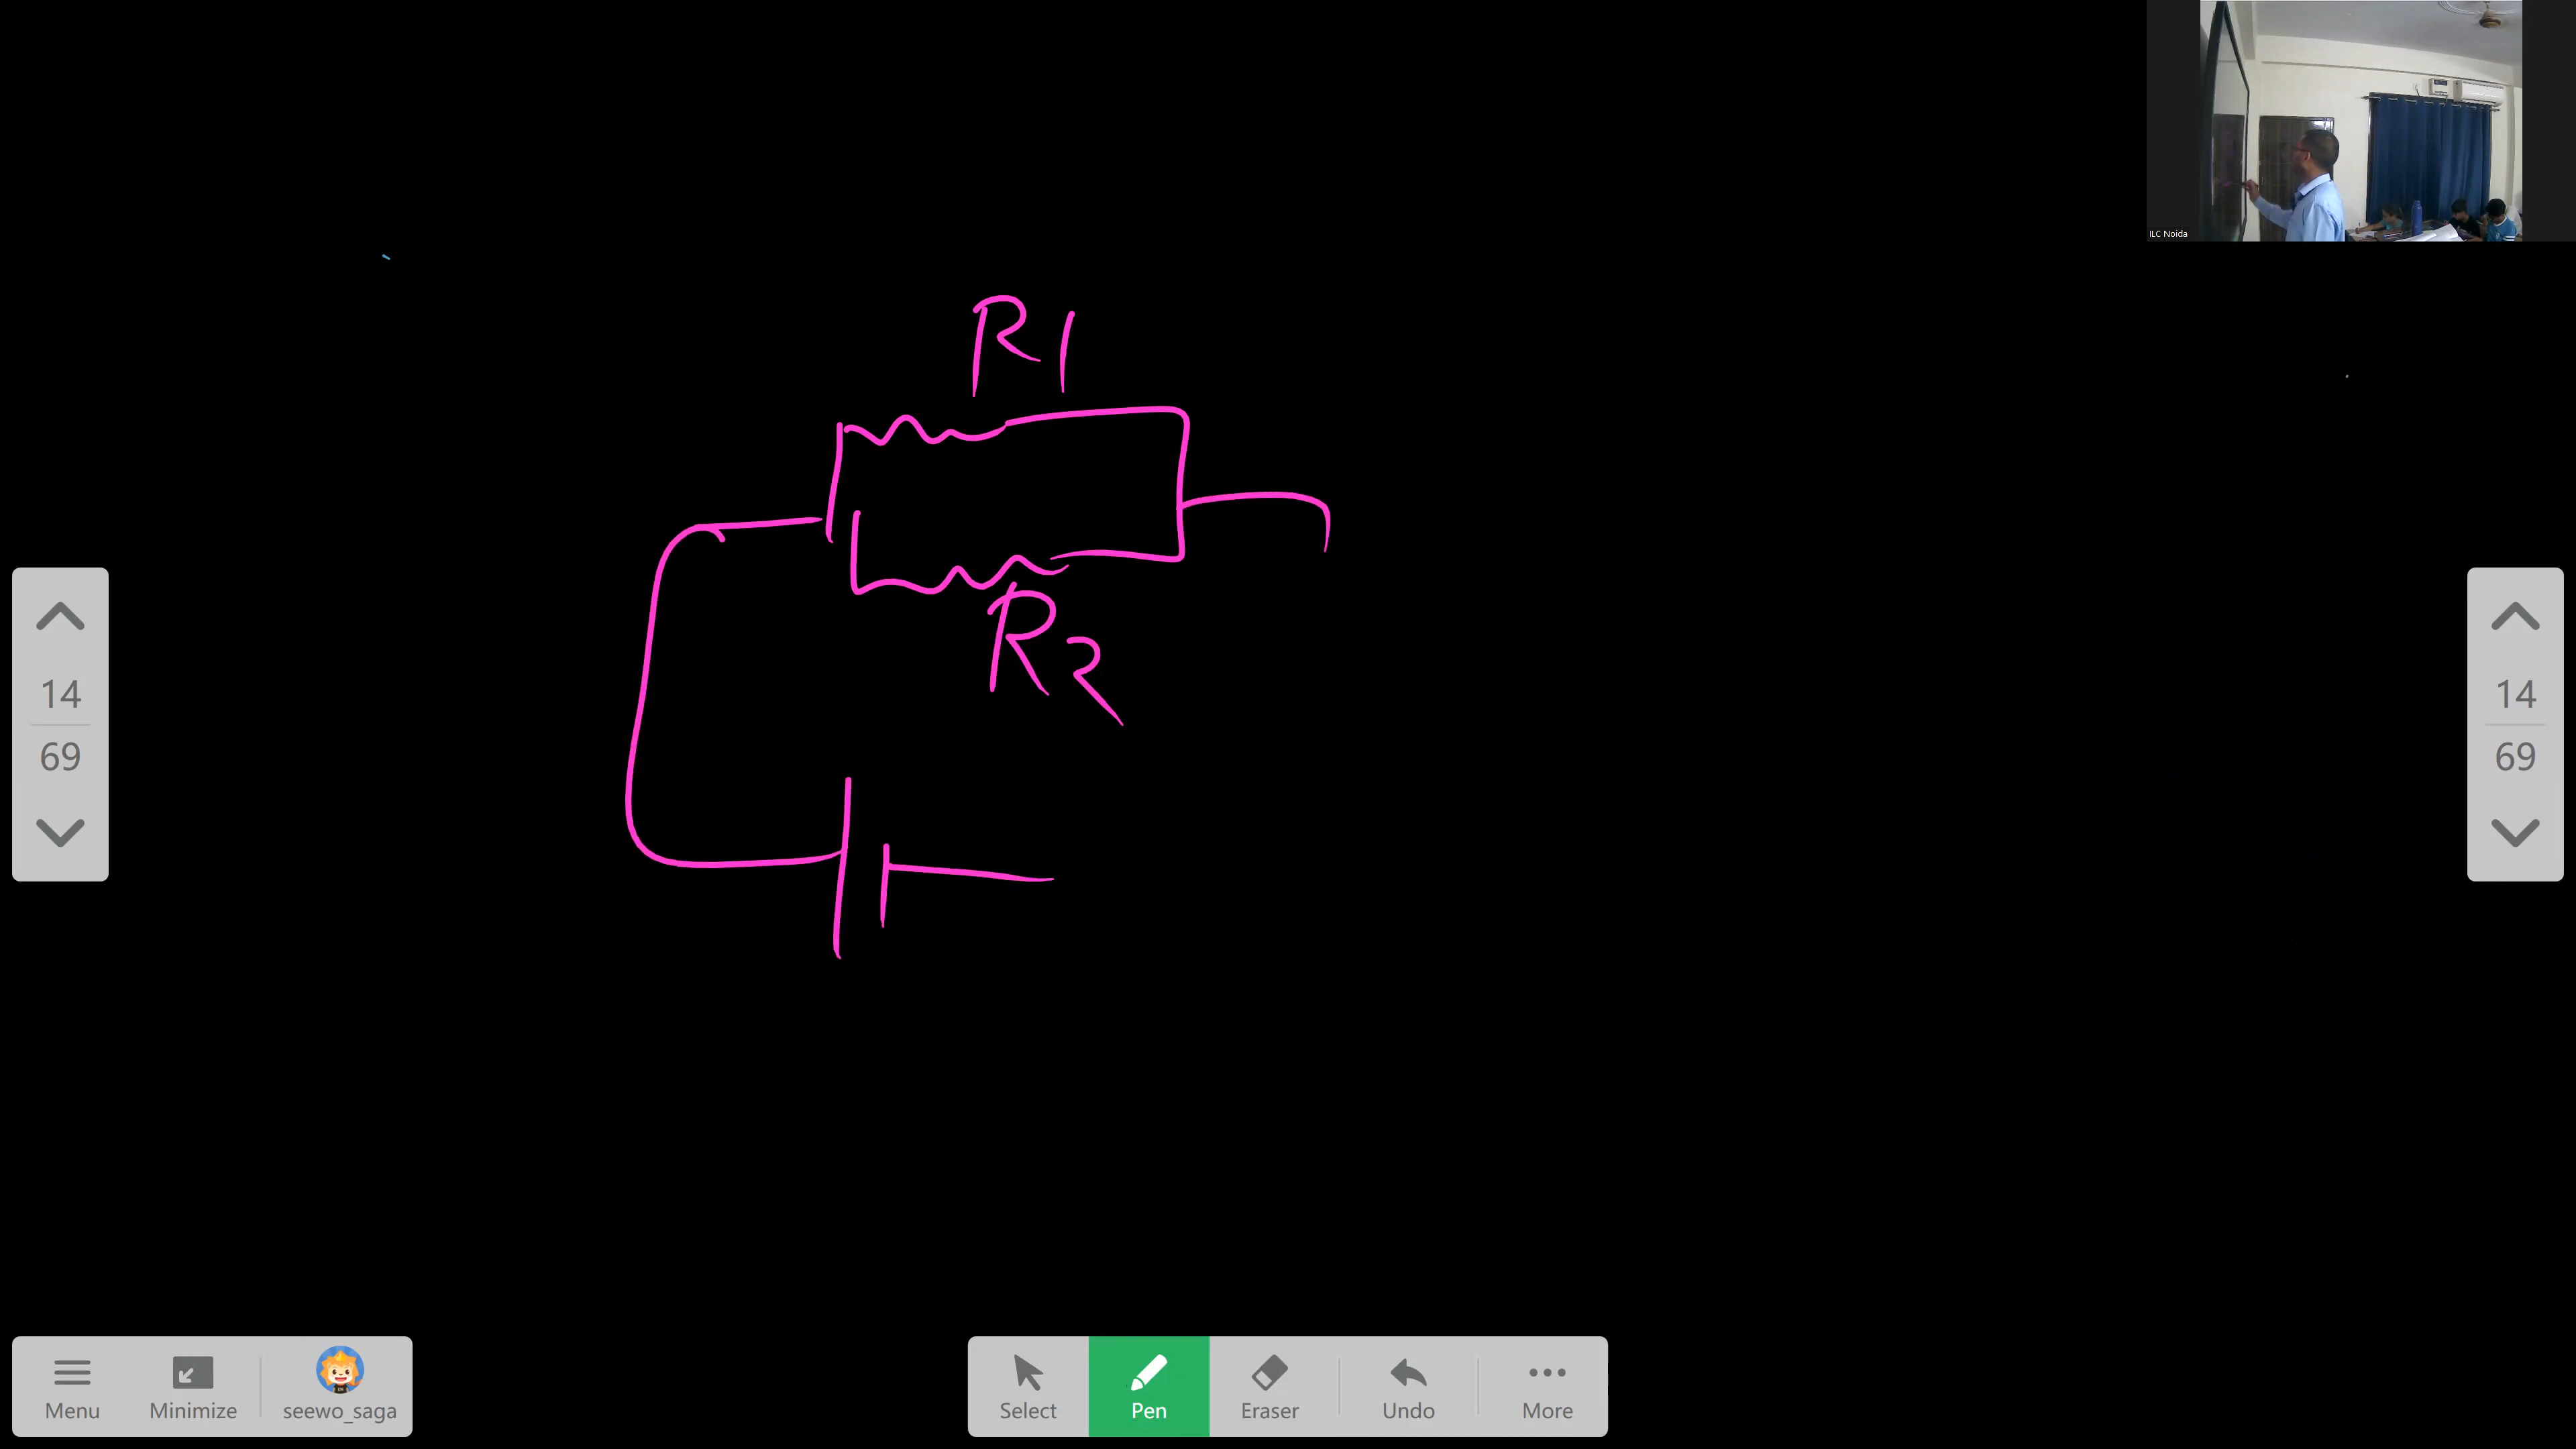 ILC Noida
R1
R2
14
69
14
69
Menu
Minimize
seewo_saga
Select
Pen
Eraser
Undo
More